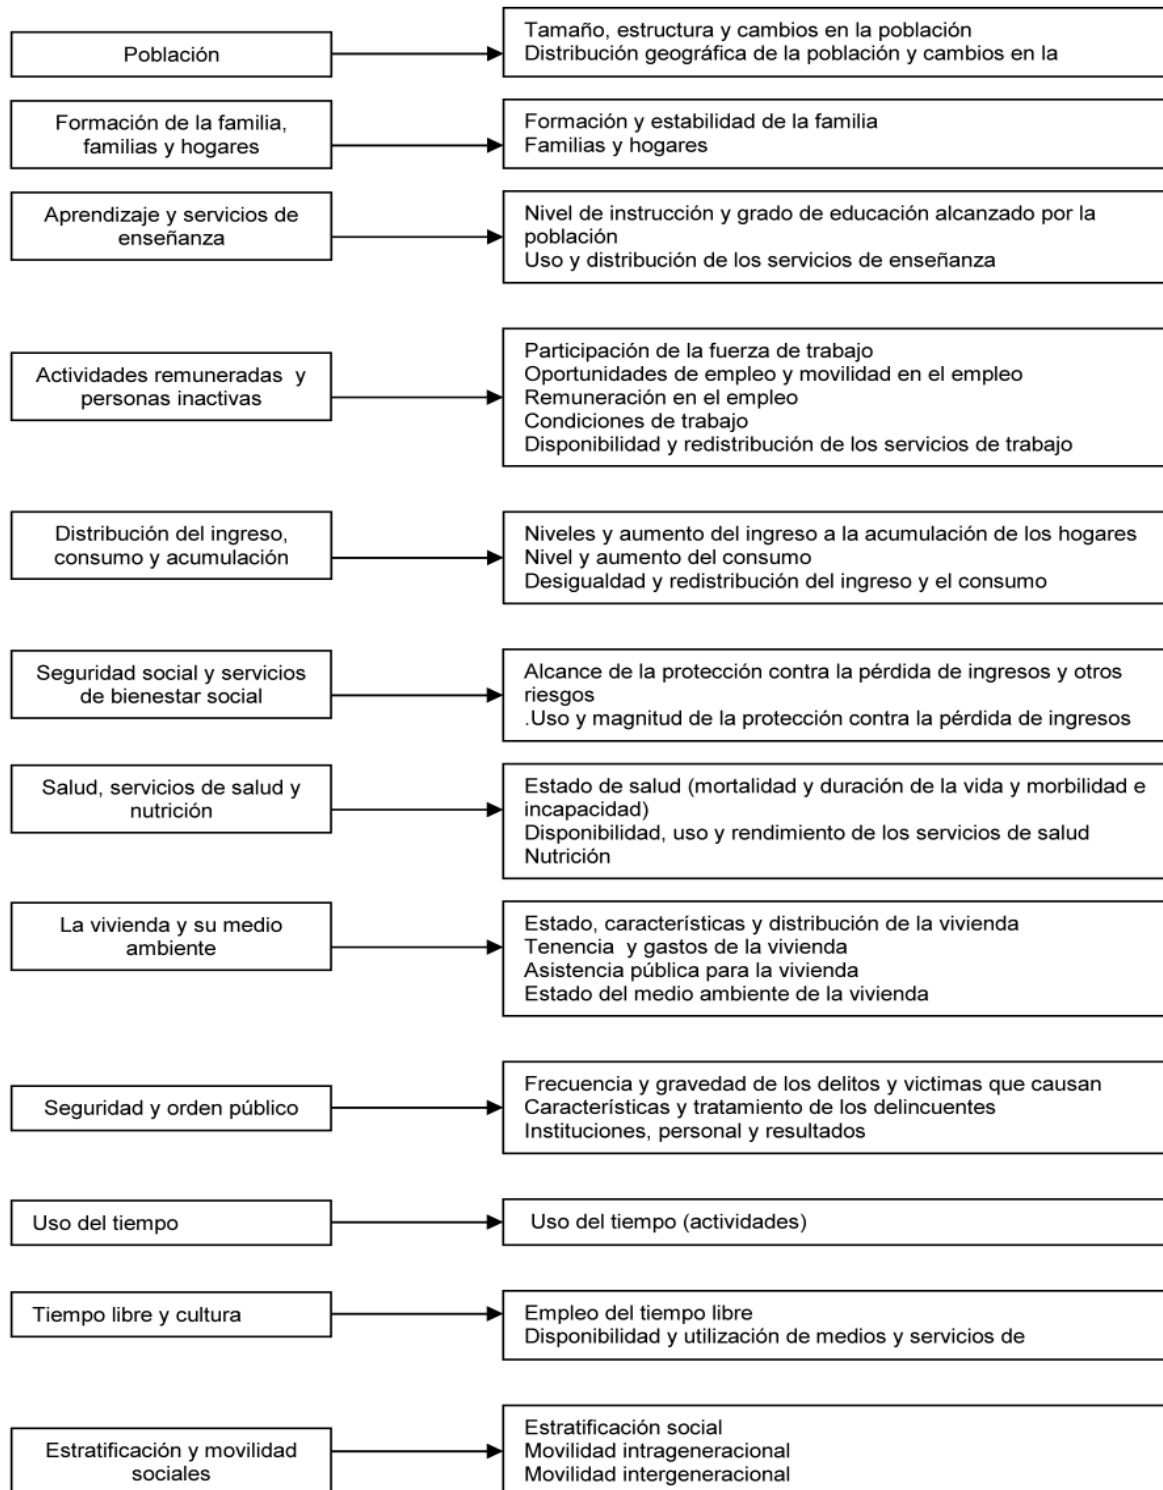 Población
Tamaño, estructura y cambios en la población
Distribución geográfica de la población y cambios en la
Formación de la familia,
familias y hogares
Formación y estabilidad de la familia
Familias y hogares
Aprendizaje y servicios de
enseñanza
Nivel de instrucción y grado de educación alcanzado por la
población
Uso y distribución de los servicios de enseñanza
Actividades remuneradas  y
personas inactivas
Participación de la fuerza de trabajo
Oportunidades de empleo y movilidad en el empleo
Remuneración en el empleo
Condiciones de trabajo
Disponibilidad y redistribución de los servicios de trabajo
Distribución del ingreso,
consumo y acumulación
Niveles y aumento del ingreso a la acumulación de los hogares
Nivel y aumento del consumo
Desigualdad y redistribución del ingreso y el consumo
Seguridad social y servicios
de bienestar social
Alcance de la protección contra la pérdida de ingresos y otros
riesgos
.Uso y magnitud de la protección contra la pérdida de ingresos
Salud, servicios de salud y
nutrición
Estado de salud (mortalidad y duración de la vida y morbilidad e
incapacidad)
Disponibilidad, uso y rendimiento de los servicios de salud
Nutrición
La vivienda y su medio
ambiente
Estado, características y distribución de la vivienda
Tenencia  y gastos de la vivienda
Asistencia pública para la vivienda
Estado del medio ambiente de la vivienda
Seguridad y orden público
Frecuencia y gravedad de los delitos y victimas que causan
Características y tratamiento de los delincuentes
Instituciones, personal y resultados
Uso del tiempo
Uso del tiempo (actividades)
Tiempo libre y cultura
Empleo del tiempo libre
Disponibilidad y utilización de medios y servicios de
Estratificación y movilidad
sociales
Estratificación social
Movilidad intrageneracional
Movilidad intergeneracional